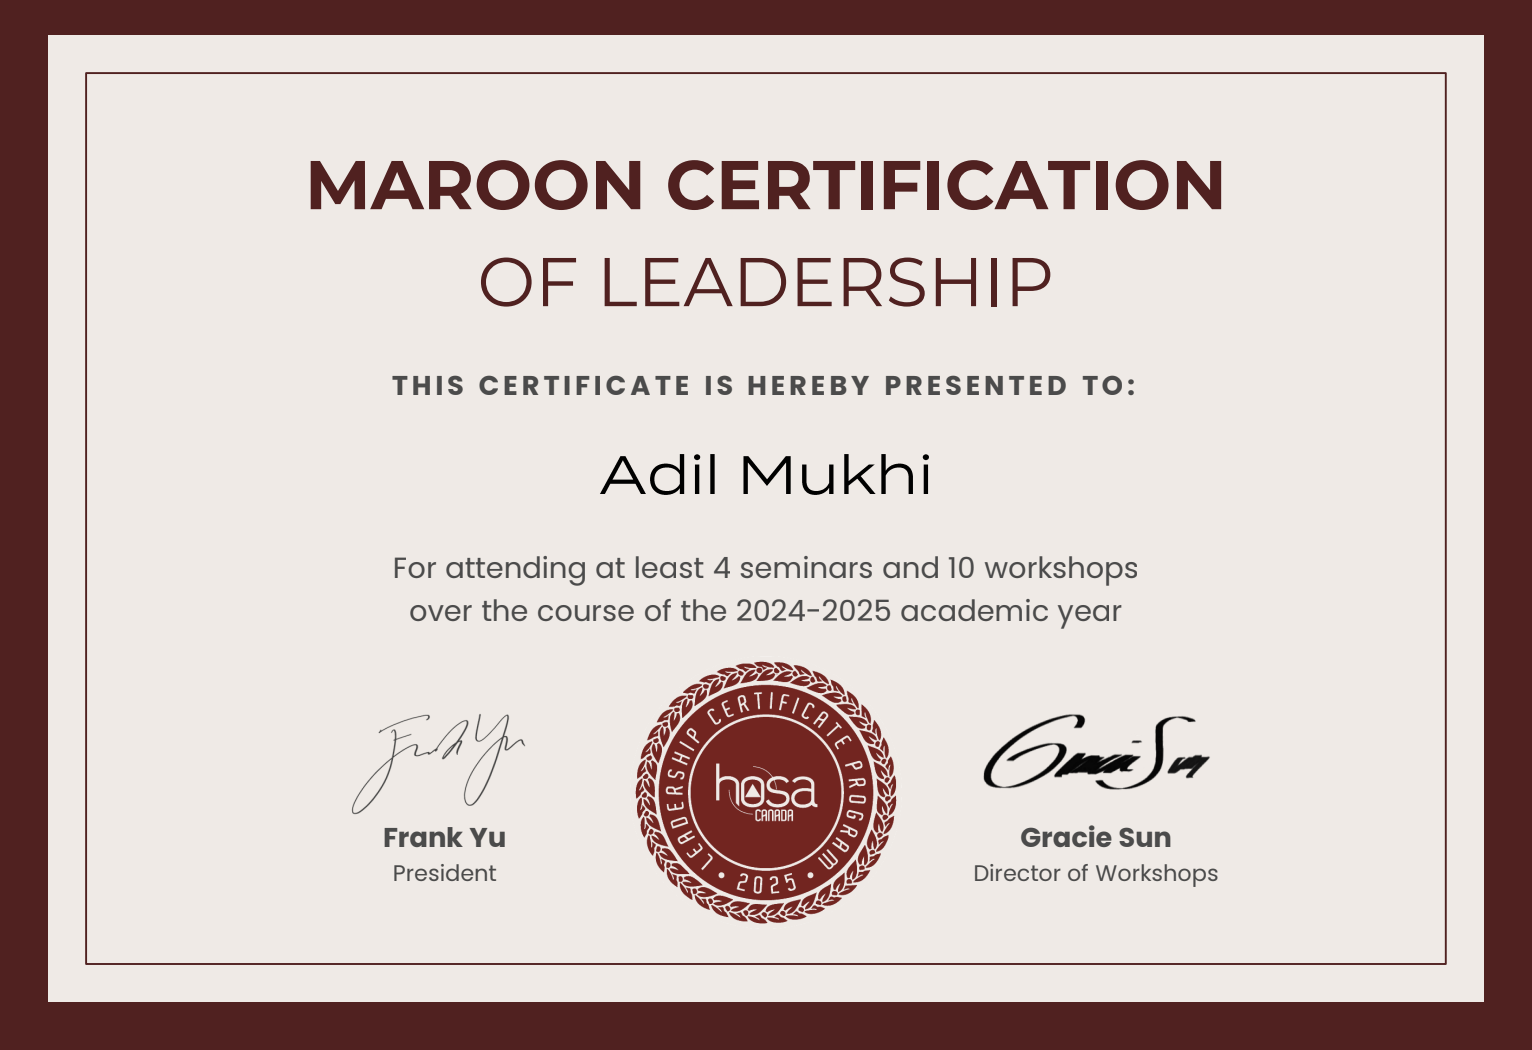 MAROON CERTIFICATION
OF LEADERSHIP
THIS CERTIFICATE IS HEREBY PRESENTED TO:
Adil Mukhi
For attending at least 4 seminars and 10 workshops
over the course of the 2024-2025 academic year
Frank Yu
Frank Yu
President
LEADERSHIP CERTIFICATE PROGRAM
hosa
CANADA
• 2025 •
Gracie Sun
Gracie Sun
Director of Workshops